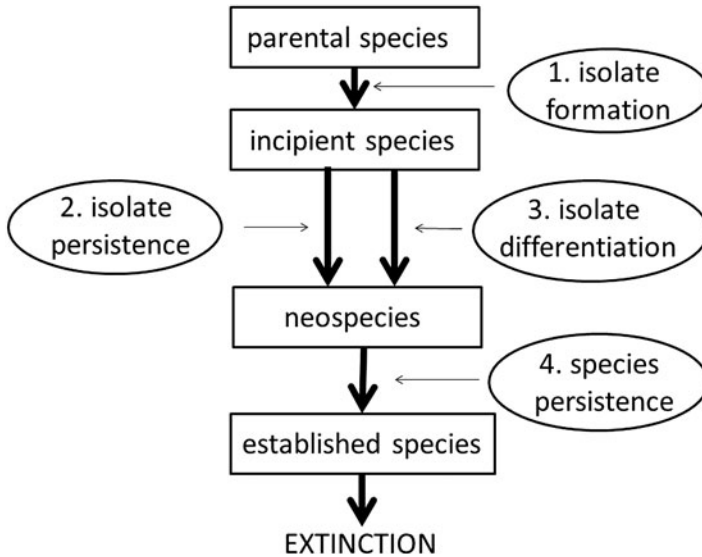 parental species
1. isolate
formation
incipient species
2. isolate
persistence
3. isolate
differentiation
neospecies
4. species
persistence
established species
EXTINCTION